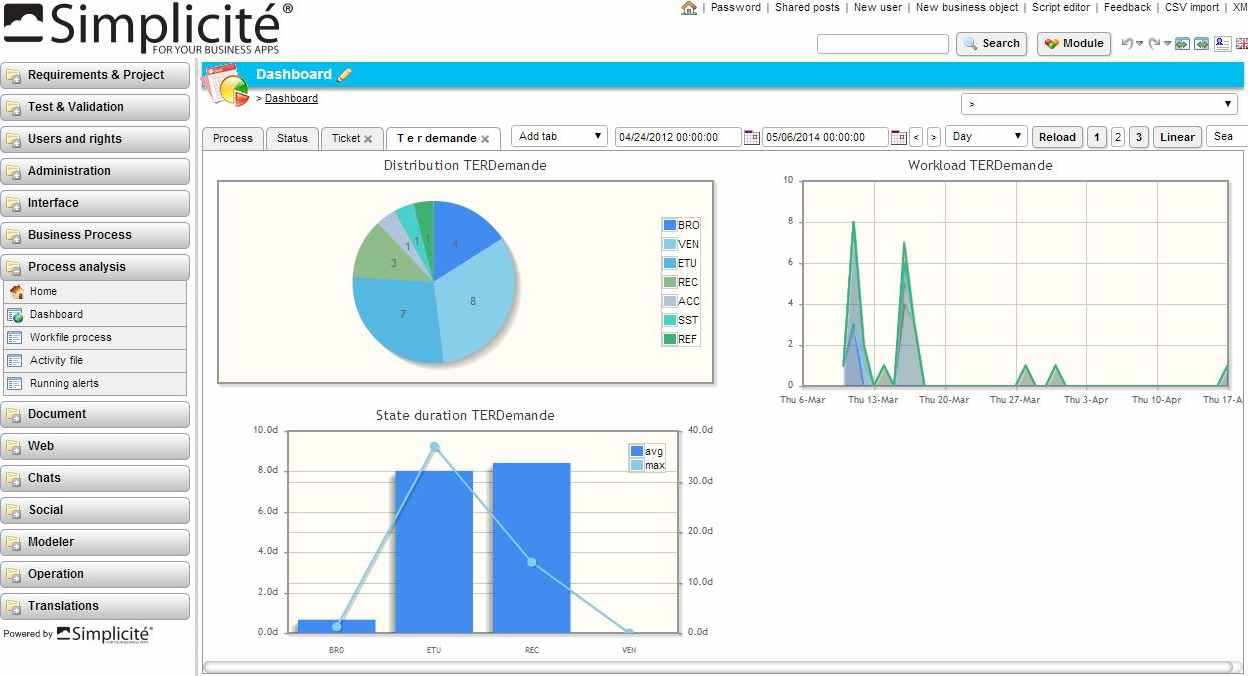 Simplicité®
FOR YOUR BUSINESS APPS
| Password | Shared posts | New user | New business object | Script editor | Feedback | CSV import | XM
Search
Module
Requirements & Project
Test & Validation
Users and rights
Administration
Interface
Business Process
Process analysis
Home
Dashboard
Workfile process
Activity file
Running alerts
Document
Web
Chats
Social
Modeler
Operation
Translations
Powered by Simplicité®
Dashboard
> Dashboard
>
Process
Status
Ticket
T e r demande
Add tab
04/24/2012 00:00:00
05/06/2014 00:00:00
<
>
Day
Reload
1
2
3
Linear
Sea
Distribution TERDemande
4
8
7
3
1
1
1
BRO
VEN
ETU
REC
ACC
SST
REF
Workload TERDemande
10
8
6
4
2
0
Thu 6-Mar
Thu 13-Mar
Thu 20-Mar
Thu 27-Mar
Thu 3-Apr
Thu 10-Apr
Thu 17-A
State duration TERDemande
10.0d
8.0d
6.0d
4.0d
2.0d
0.0d
40.0d
30.0d
20.0d
10.0d
0.0d
avg
max
BRO
ETU
REC
VEN